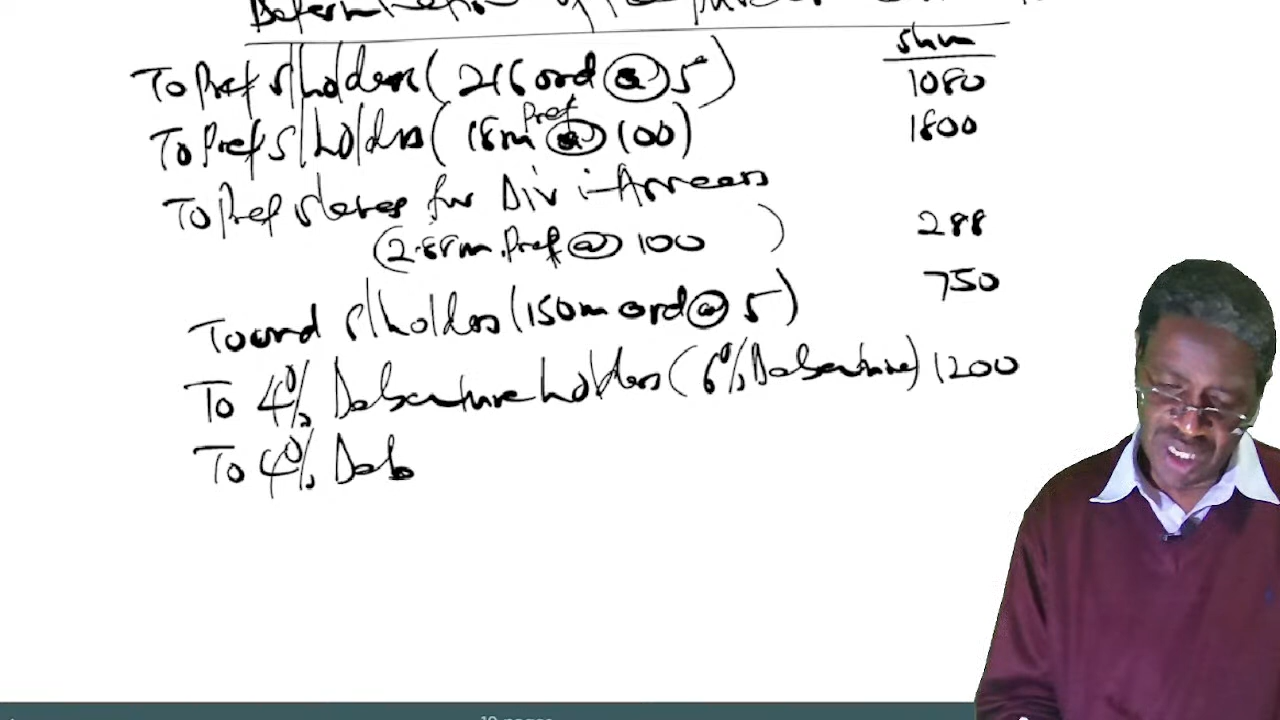 Determination of
shm
To Pref s/holders (216 ord @ 5) 1080
To Pref s/holders (18m Pref @ 100) 1800
To Pref shares for Div in Arrears
(2.88m Pref @ 100) 288
To ord s/holders (150m ord @ 5) 750
To 4% Debenture holders (6% Debenture) 1200
To 4% Deb